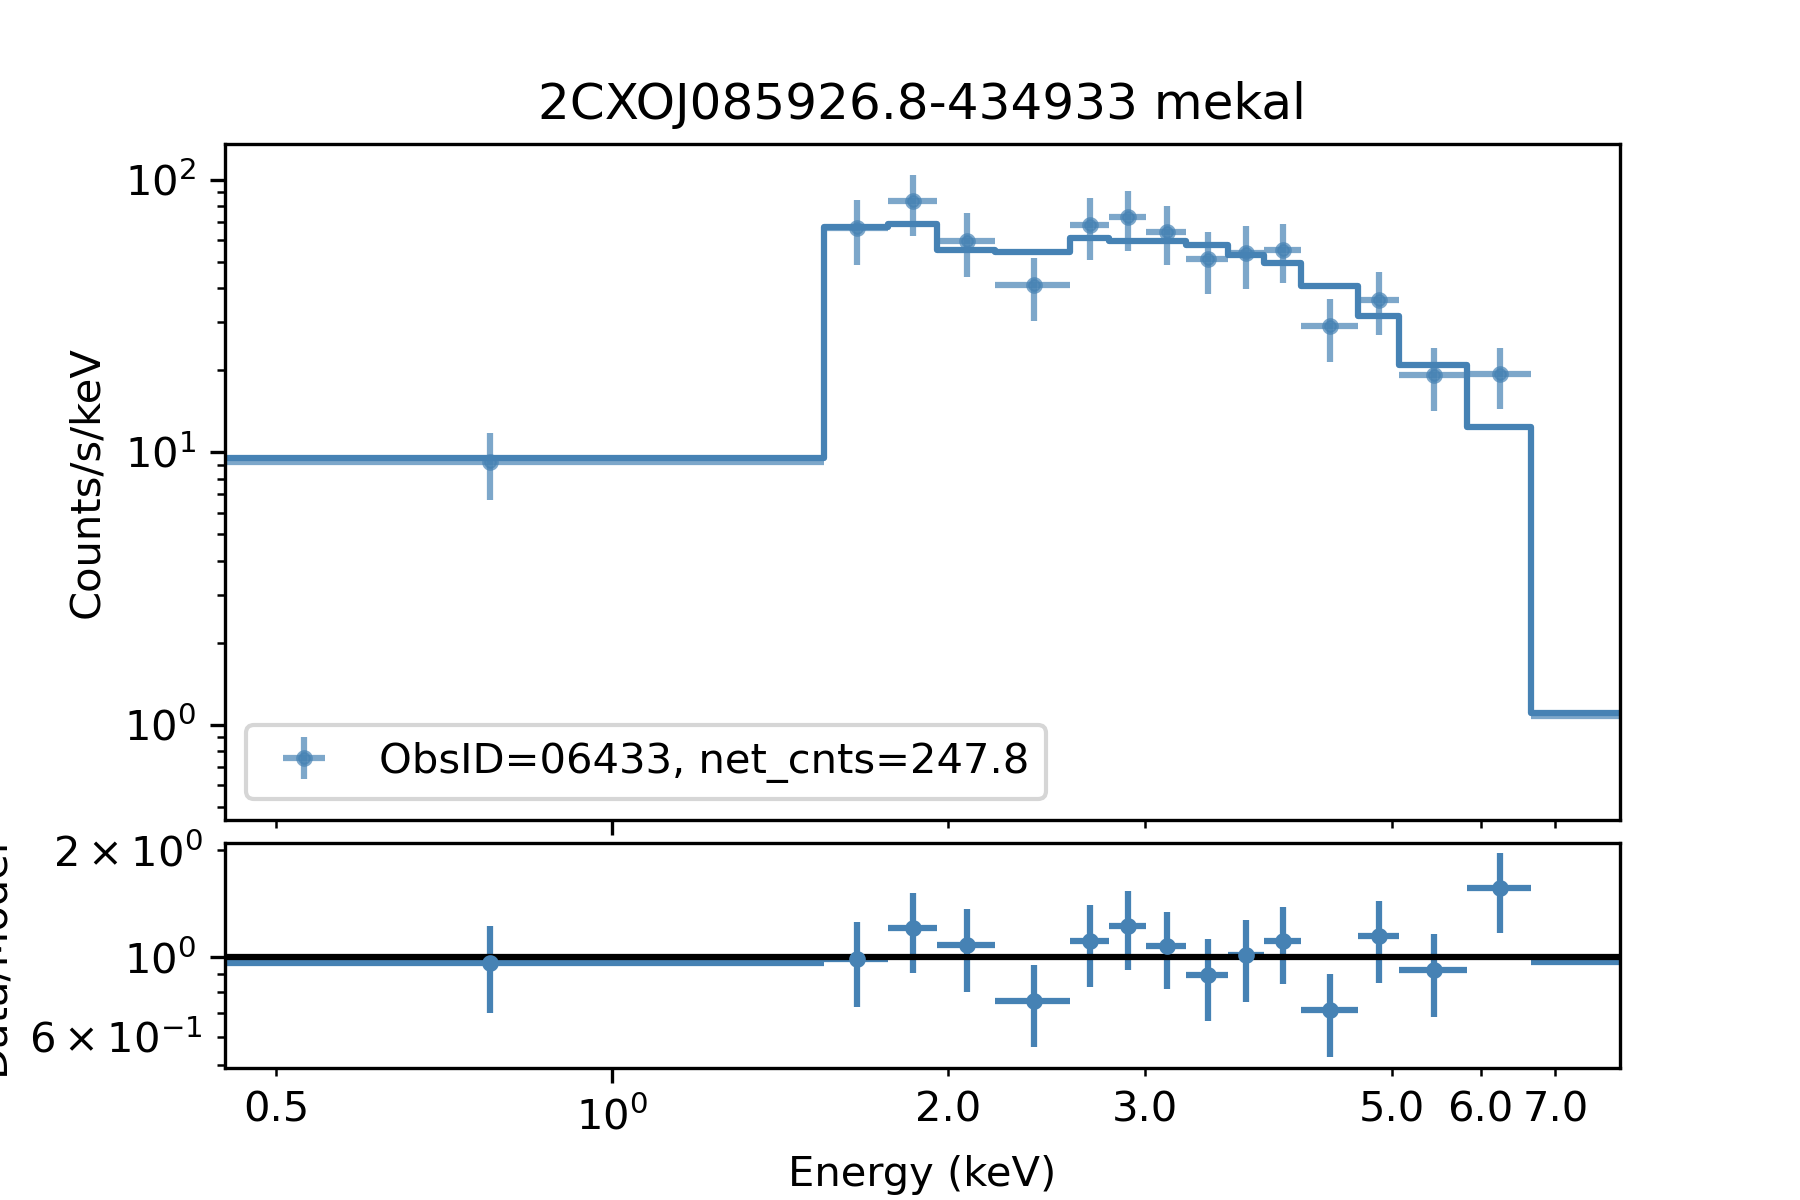 2CXOJ085926.8-434933 mekal
10²
10¹
10⁰
Counts/s/keV
ObsID=06433, net_cnts=247.8
2 × 10⁰
10⁰
6 × 10⁻¹
0.5 10⁰ 2.0 3.0 5.0 6.0 7.0
Energy (keV)